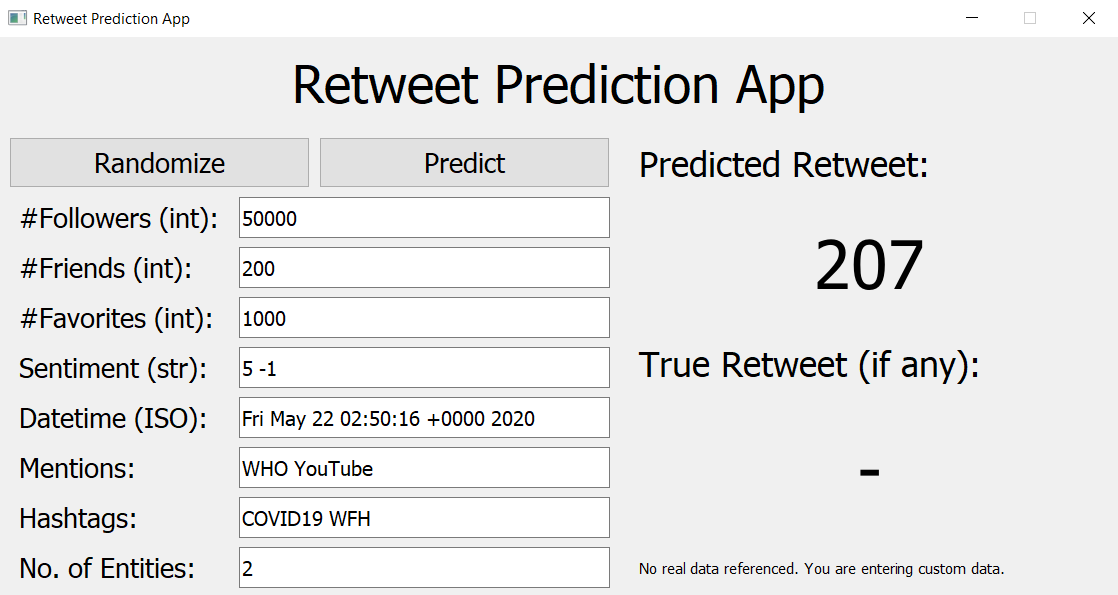 Retweet Prediction App
Retweet Prediction App
Randomize
Predict
#Followers (int): 50000
#Friends (int): 200
#Favorites (int): 1000
Sentiment (str): 5 -1
Datetime (ISO): Fri May 22 02:50:16 +0000 2020
Mentions: WHO YouTube
Hashtags: COVID19 WFH
No. of Entities: 2
Predicted Retweet:
207
True Retweet (if any):
-
No real data referenced. You are entering custom data.